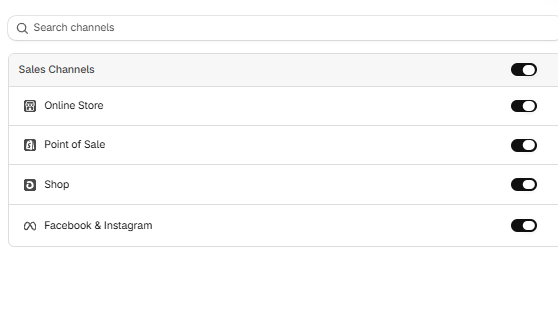 Search channels
Sales Channels
Online Store
Point of Sale
Shop
Facebook & Instagram